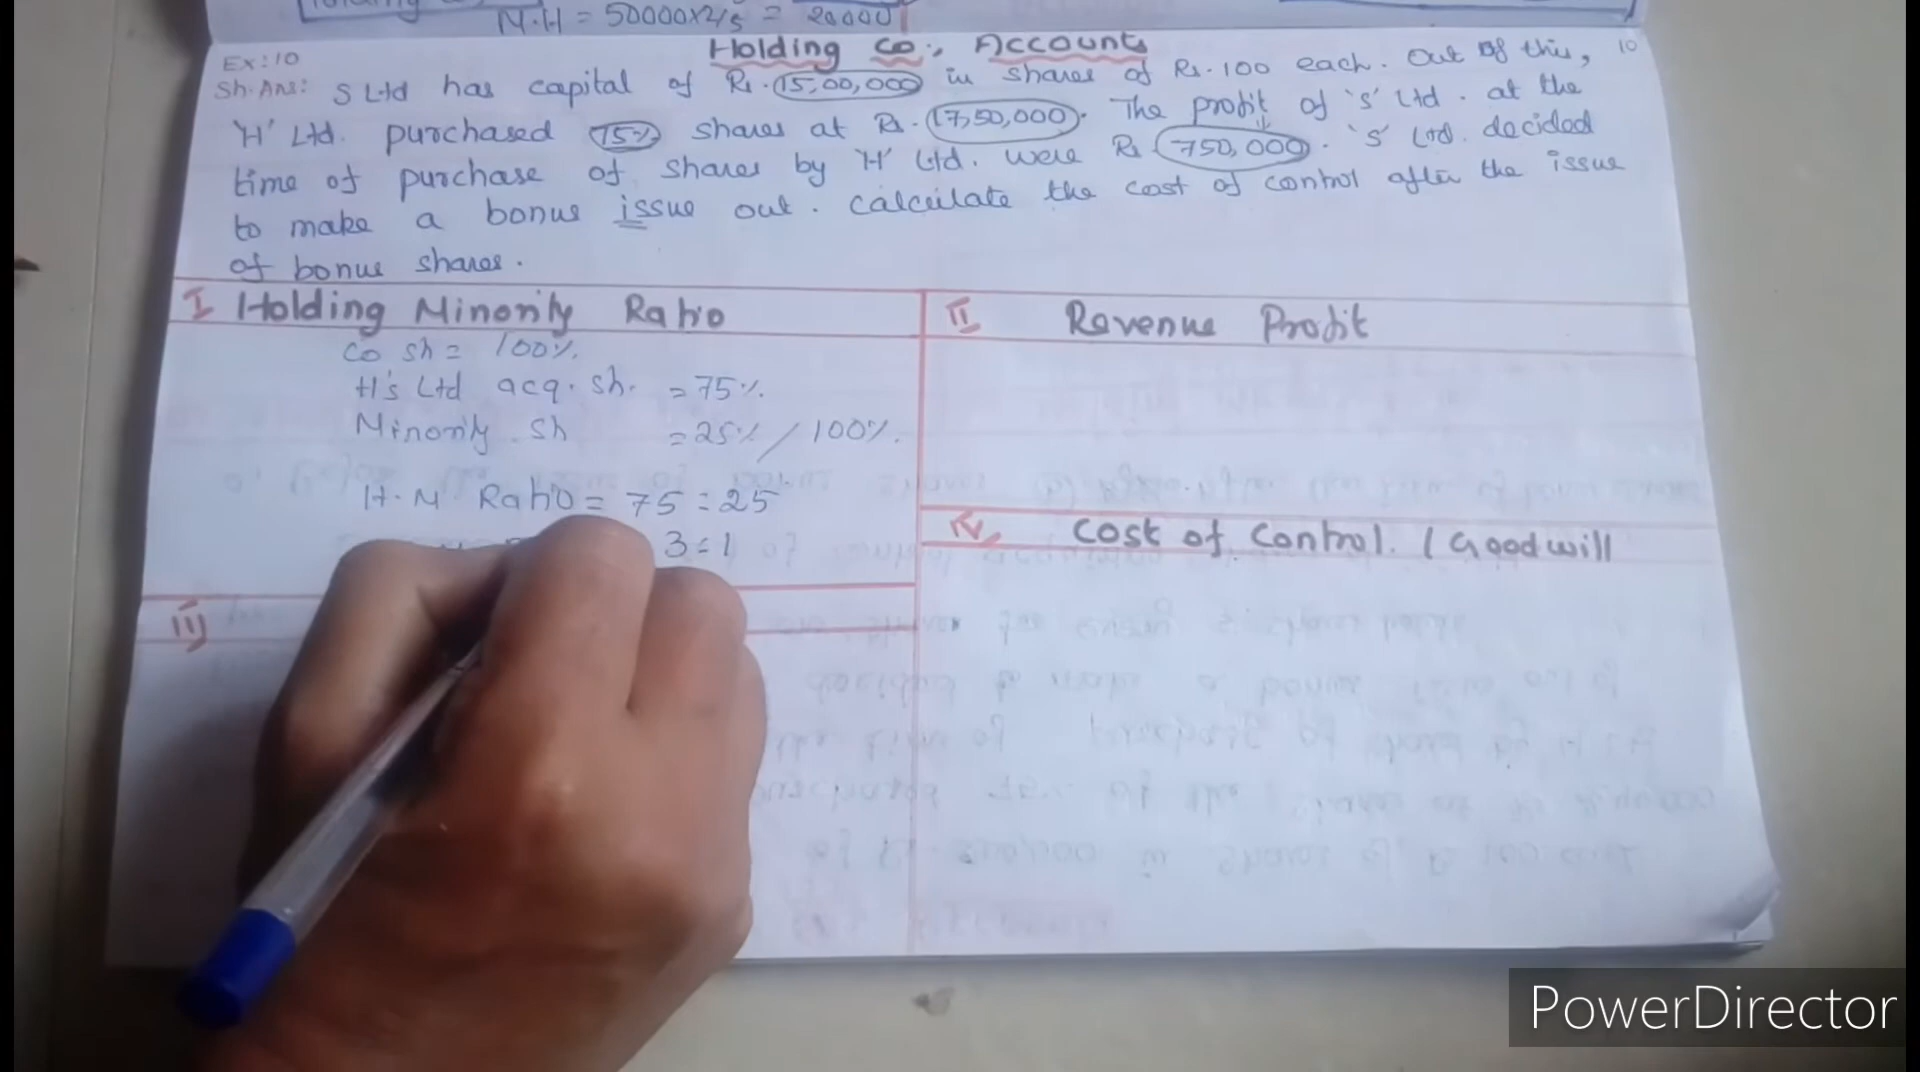 M.H = 50000x2/5 = 20000
Holding Co., Accounts
10
Ex:10
Sh.Ans: S Ltd has capital of Rs. 15,00,000 in shares of Rs. 100 each. Out of this,
'H' Ltd. purchased 75% shares at Rs. 17,50,000. The profit of 'S' Ltd. at the
time of purchase of shares by 'H' Ltd. were Rs 750,000. 'S' Ltd. decided
to make a bonus issue out. calculate the cost of control after the issue
of bonus shares.
I Holding Minority Ratio
Co sh = 100%.
H's Ltd acq. sh. = 75%.
Minority sh = 25% / 100%.
H.M Ratio = 75:25
3:1
II Revenue Profit
IV Cost of Control. (Goodwill
III
PowerDirector